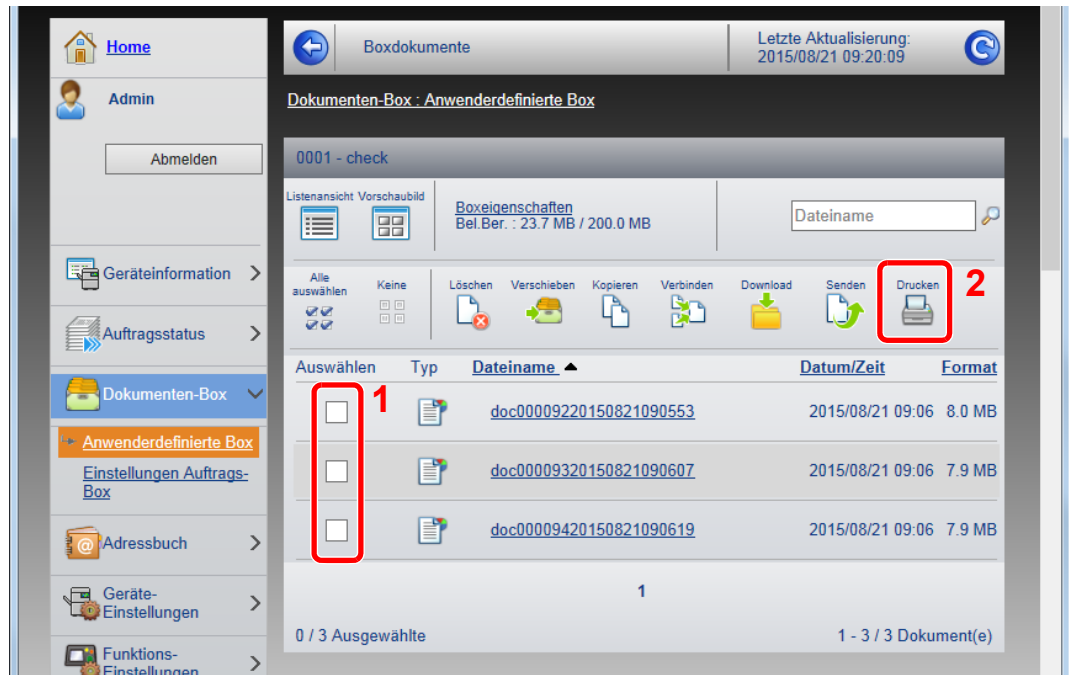 Home
Admin
Abmelden
Geräteinformation
Auftragsstatus
Dokumenten-Box
Anwenderdefinierte Box
Einstellungen Auftrags-
Box
Adressbuch
Geräte-
Einstellungen
Funktions-
Einstellungen
Boxdokumente
Letzte Aktualisierung:
2015/08/21 09:20:09
Dokumenten-Box : Anwenderdefinierte Box
0001 - check
Listenansicht Vorschaubild
Boxeigenschaften
Bel.Ber. : 23.7 MB / 200.0 MB
Dateiname
Alle
auswählen
Keine Löschen Verschieben Kopieren Verbinden Download Senden Drucken
2
Auswählen Typ Dateiname Datum/Zeit Format
1
doc00009220150821090553 2015/08/21 09:06 8.0 MB
doc00009320150821090607 2015/08/21 09:06 7.9 MB
doc00009420150821090619 2015/08/21 09:06 7.9 MB
1
0 / 3 Ausgewählte 1 - 3 / 3 Dokument(e)